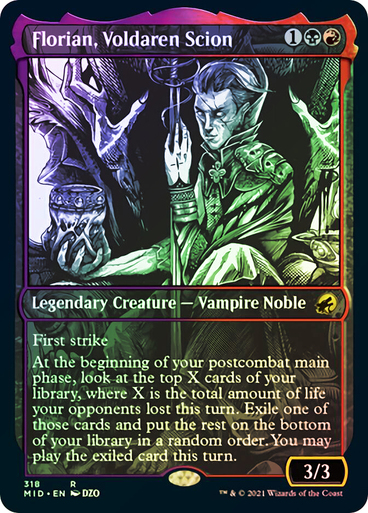 Florian, Voldaren Scion 1
Legendary Creature — Vampire Noble
First strike
At the beginning of your postcombat main
phase, look at the top X cards of your
library, where X is the total amount of life
your opponents lost this turn. Exile one of
those cards and put the rest on the bottom
of your library in a random order. You may
play the exiled card this turn.
3/3
318 R
MID • EN DZO
™ & © 2021 Wizards of the Coast